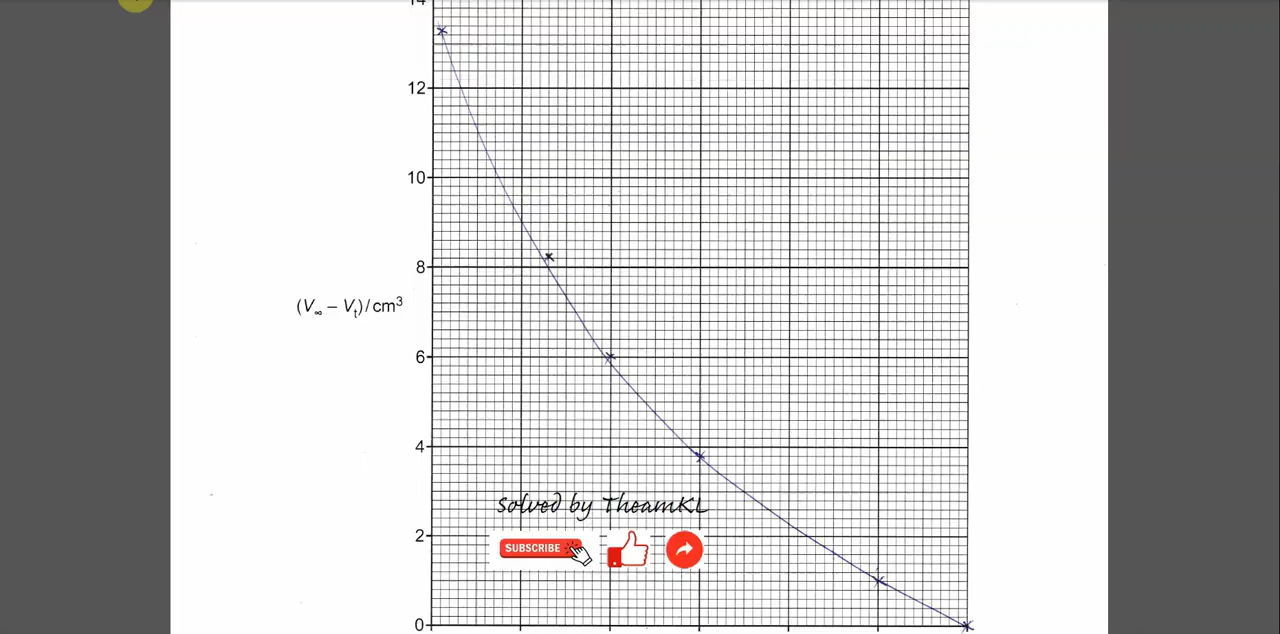 14
12
10
8
(V∞ − Vt)/cm³
6
4
Solved by TheamKL
2
SUBSCRIBE
0